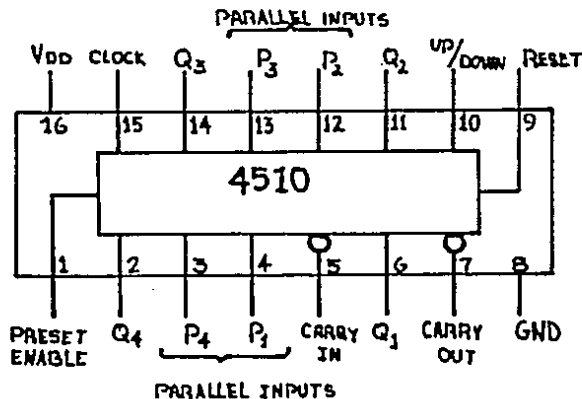 PARALLEL INPUTS
VDD CLOCK Q3 P3 P2 Q2 UP/DOWN RESET
16 15 14 13 12 11 10 9
4510
1 2 3 4 5 6 7 8
PRESET ENABLE Q4 P4 P1 CARRY IN Q1 CARRY OUT GND
PARALLEL INPUTS